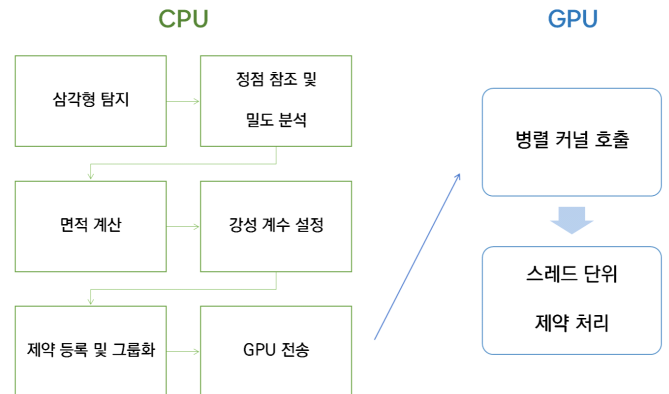 CPU
GPU
삼각형 탐지
정점 참조 및
밀도 분석
면적 계산
강성 계수 설정
제약 등록 및 그룹화
GPU 전송
병렬 커널 호출
스레드 단위
제약 처리